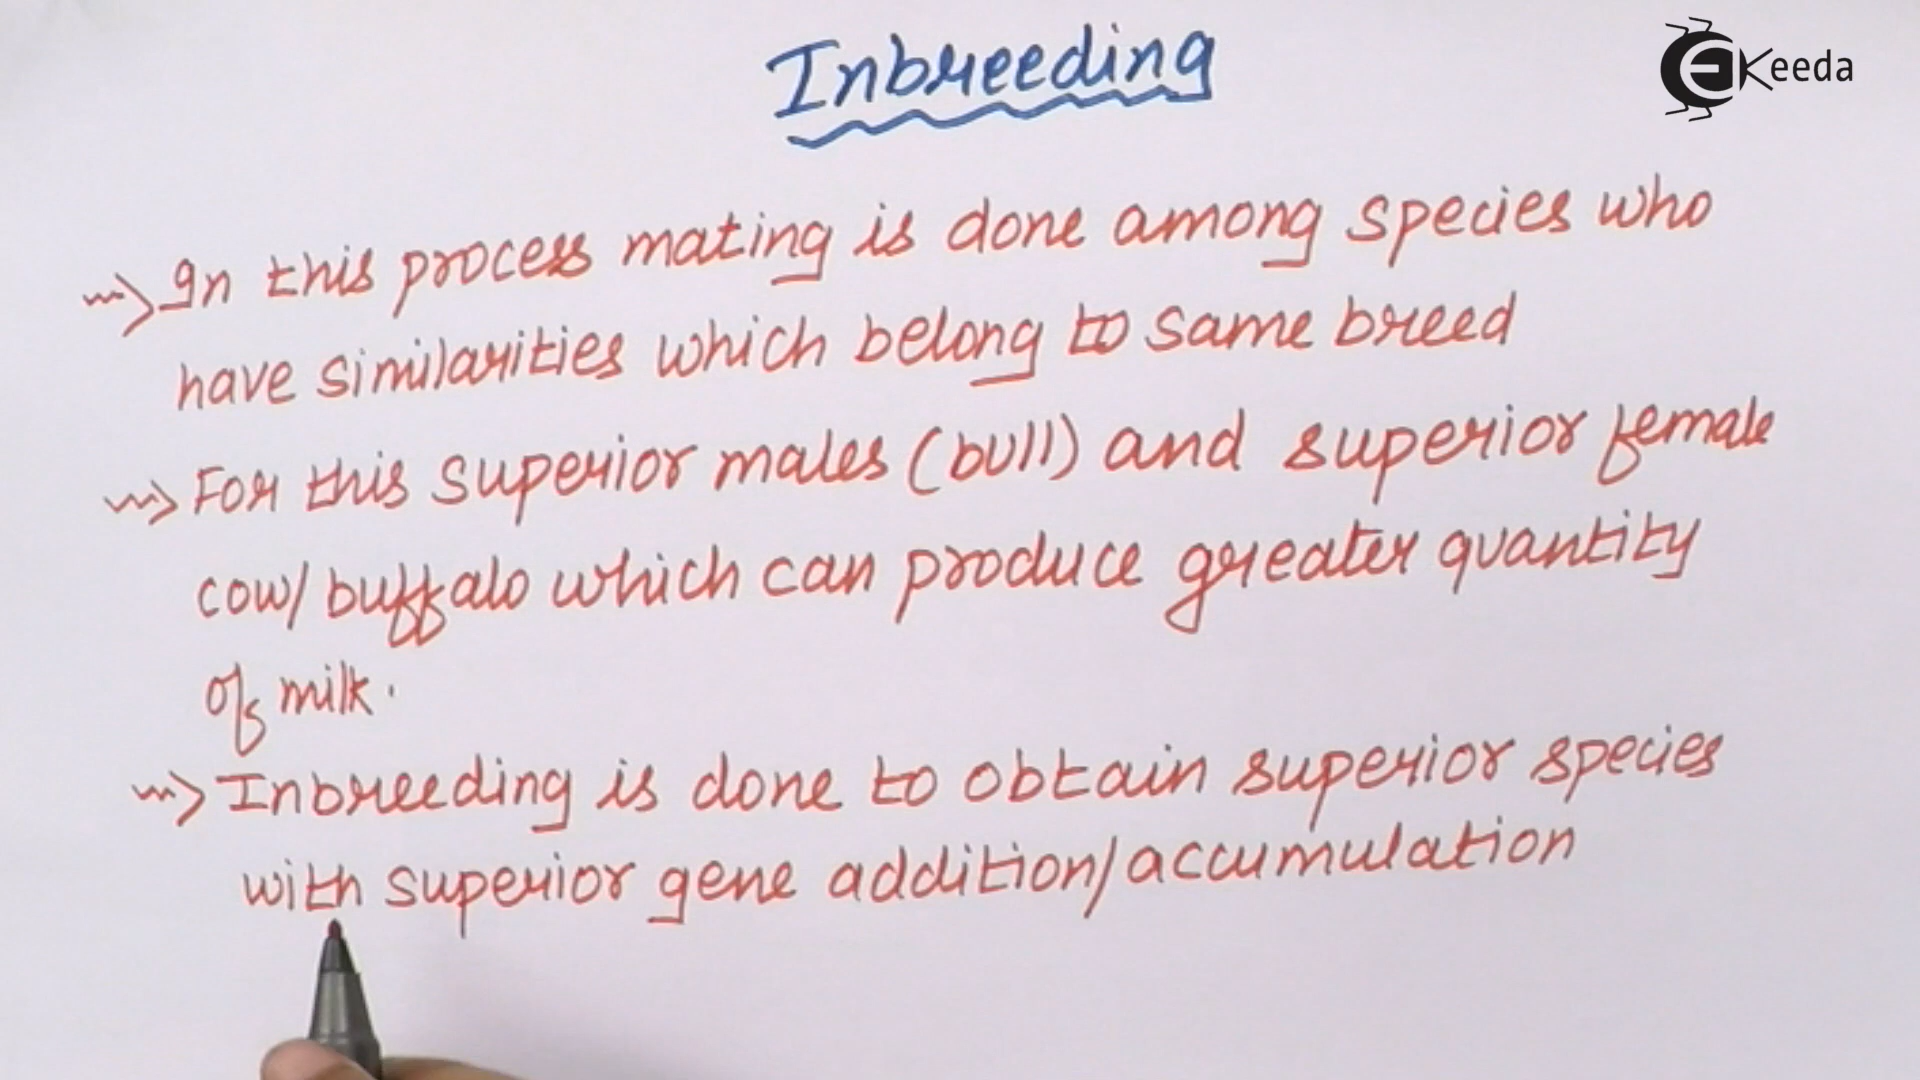 Inbreeding
EKeeda
In this process mating is done among species who
have similarities which belong to same breed
For this superior males (bull) and superior female
cow/buffalo which can produce greater quantity
of milk.
Inbreeding is done to obtain superior species
with superior gene addition/accumulation